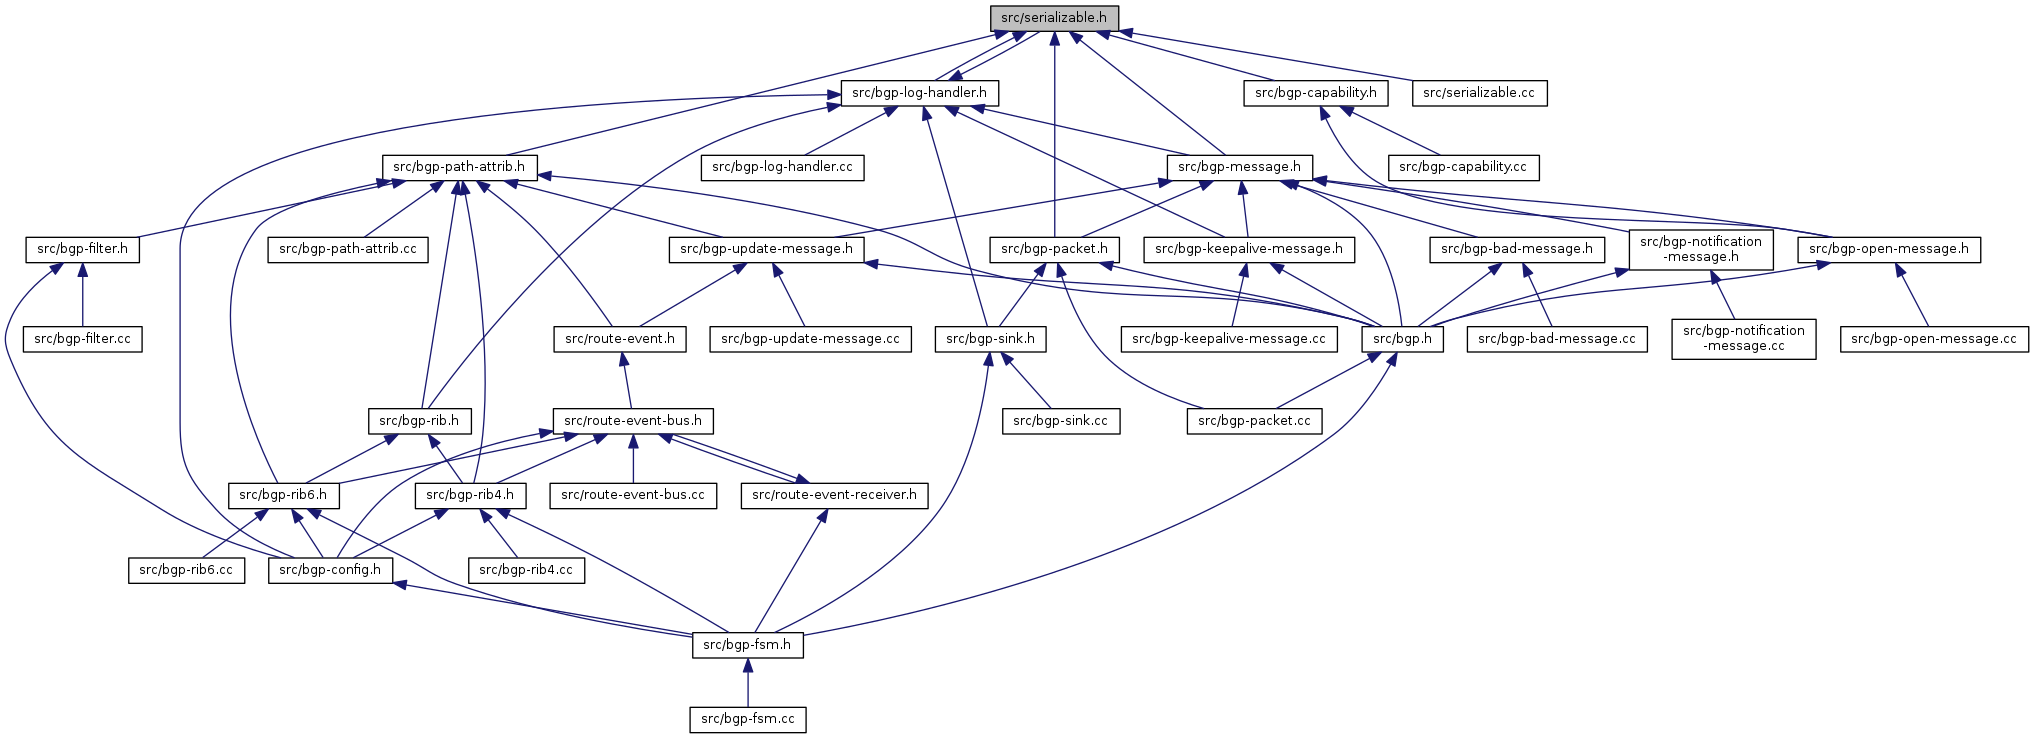 src/serializable.h
src/bgp-log-handler.h
src/bgp-capability.h
src/serializable.cc
src/bgp-path-attrib.h
src/bgp-log-handler.cc
src/bgp-message.h
src/bgp-capability.cc
src/bgp-filter.h
src/bgp-path-attrib.cc
src/bgp-update-message.h
src/bgp-packet.h
src/bgp-keepalive-message.h
src/bgp-bad-message.h
src/bgp-notification
-message.h
src/bgp-open-message.h
src/bgp-filter.cc
src/route-event.h
src/bgp-update-message.cc
src/bgp-sink.h
src/bgp-keepalive-message.cc
src/bgp.h
src/bgp-bad-message.cc
src/bgp-notification
-message.cc
src/bgp-open-message.cc
src/bgp-rib.h
src/route-event-bus.h
src/bgp-sink.cc
src/bgp-packet.cc
src/bgp-rib6.h
src/bgp-rib4.h
src/route-event-bus.cc
src/route-event-receiver.h
src/bgp-rib6.cc
src/bgp-config.h
src/bgp-rib4.cc
src/bgp-fsm.h
src/bgp-fsm.cc